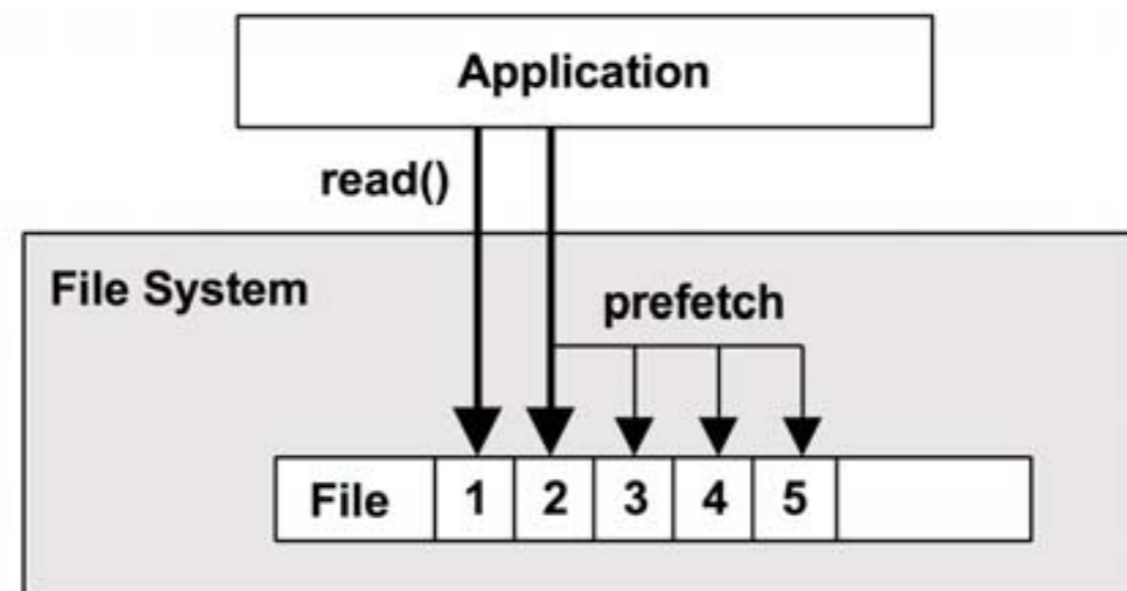 Application
read()
File System
prefetch
File 1 2 3 4 5